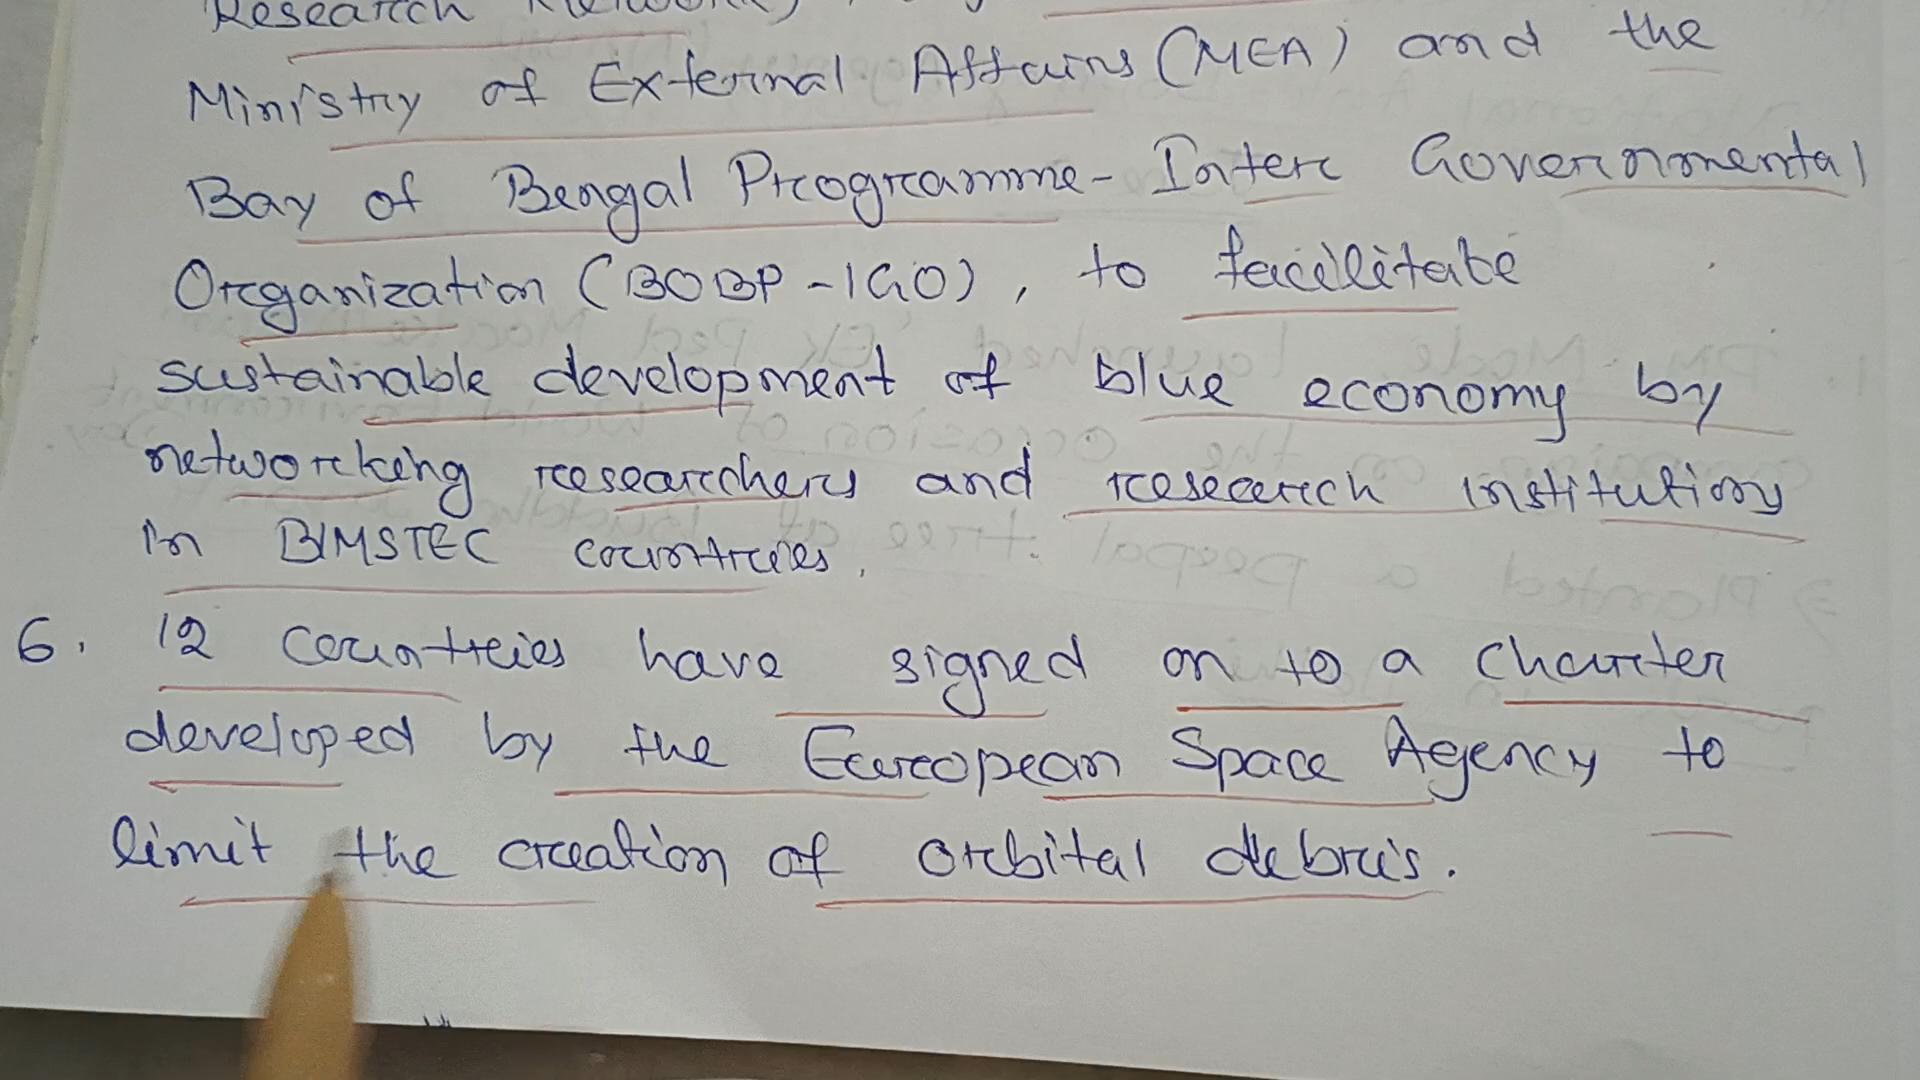 Research Network)
Ministry of External Affairs (MEA) and the
Bay of Bengal Programme- Inter Governmental
Organization (BOBP-IGO), to facilitate
sustainable development of blue economy by
networking researchers and research institutions
in BIMSTEC countries.
6. 12 countries have signed on to a charter
developed by the European Space Agency to
limit the creation of orbital debris.